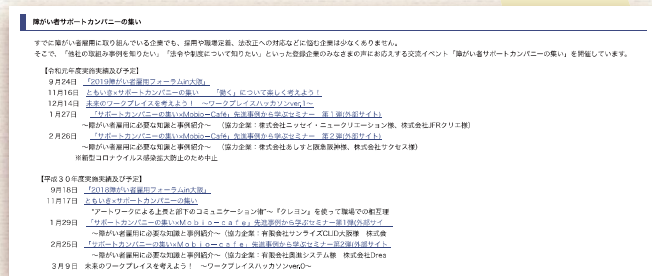 障がい者サポートカンパニーの集い
すでに障がい者雇用に取り組んでいる企業でも、採用や職場定着、法改正への対応などに悩む企業は少なくありません。
そこで、「他社の取組み事例を知りたい」「法令や制度について知りたい」といった登録企業のみなさまの声にお応えする交流イベント「障がい者サポートカンパニーの集い」を開催しています。
【令和元年度実施実績及び予定】
9月24日 「2019障がい者雇用フォーラムin大阪」
11月16日 ともいき×サポートカンパニーの集い 「働く」について楽しく考えよう！
12月14日 未来のワークプレイスを考えよう！ ～ワークプレイスハッカソンver,1～
1月27日 「サポートカンパニーの集い×Mobio-Café」先進事例から学ぶセミナー 第１弾(外部サイト)
～障がい者雇用に必要な知識と事例紹介～ （協力企業：株式会社ニッセイ・ニュークリエーション様、株式会社JFRクリエ様）
2月26日 「サポートカンパニーの集い×Mobio-Café」先進事例から学ぶセミナー 第２弾(外部サイト)
～障がい者雇用に必要な知識と事例紹介～ （協力企業：株式会社あしすと阪急阪神様、株式会社サクセス様）
※新型コロナウイルス感染拡大防止のため中止
【平成３０年度実施実績及び予定】
9月18日 「2018障がい者雇用フォーラムin大阪」
11月17日 ともいき×サポートカンパニーの集い
“アートワークによる上長と部下のコミュニケーション術”～『クレヨン』を使って職場での相互理
1月29日 「サポートカンパニーの集い×Ｍｏｂｉｏ－ｃａｆｅ」先進事例から学ぶセミナー第1弾(外部サイ
～障がい者雇用に必要な知識と事例紹介～（協力企業：有限会社サンライズCLID大阪様 株式会
2月25日 「サポートカンパニーの集い×Ｍｏｂｉｏ－ｃａｆｅ」先進事例から学ぶセミナー第2弾(外部サイト
～障がい者雇用に必要な知識と事例紹介～（協力企業：有限会社奥進システム様 株式会社Drea
3月9日 未来のワークプレイスを考えよう！ ～ワークプレイスハッカソンver,0～